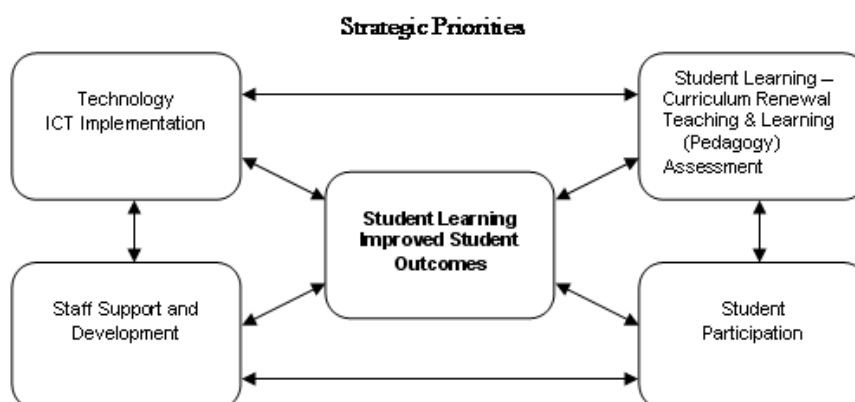 Strategic Priorities
Technology
ICT Implementation
Student Learning –
Curriculum Renewal
Teaching & Learning
(Pedagogy)
Assessment
Student Learning
Improved Student
Outcomes
Staff Support and
Development
Student
Participation